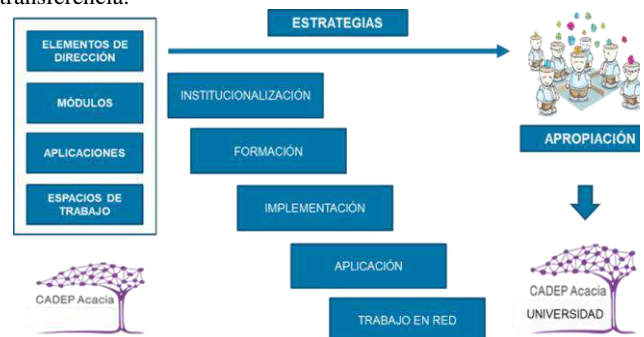 transferencia.
ESTRATEGIAS
ELEMENTOS DE
DIRECCIÓN
MÓDULOS
APLICACIONES
ESPACIOS DE
TRABAJO
INSTITUCIONALIZACIÓN
FORMACIÓN
IMPLEMENTACIÓN
APLICACIÓN
TRABAJO EN RED
APROPIACIÓN
CADEP Acacia
CADEP Acacia
UNIVERSIDAD